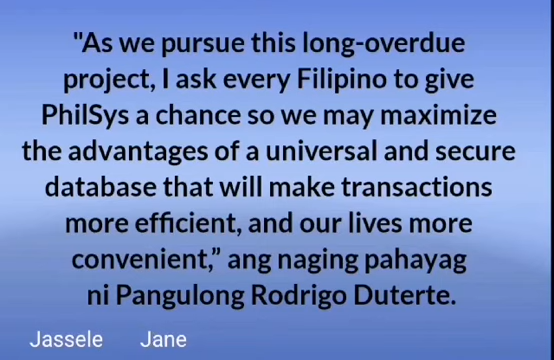 "As we pursue this long-overdue
project, I ask every Filipino to give
PhilSys a chance so we may maximize
the advantages of a universal and secure
database that will make transactions
more efficient, and our lives more
convenient,” ang naging pahayag
ni Pangulong Rodrigo Duterte.
Jassele Jane